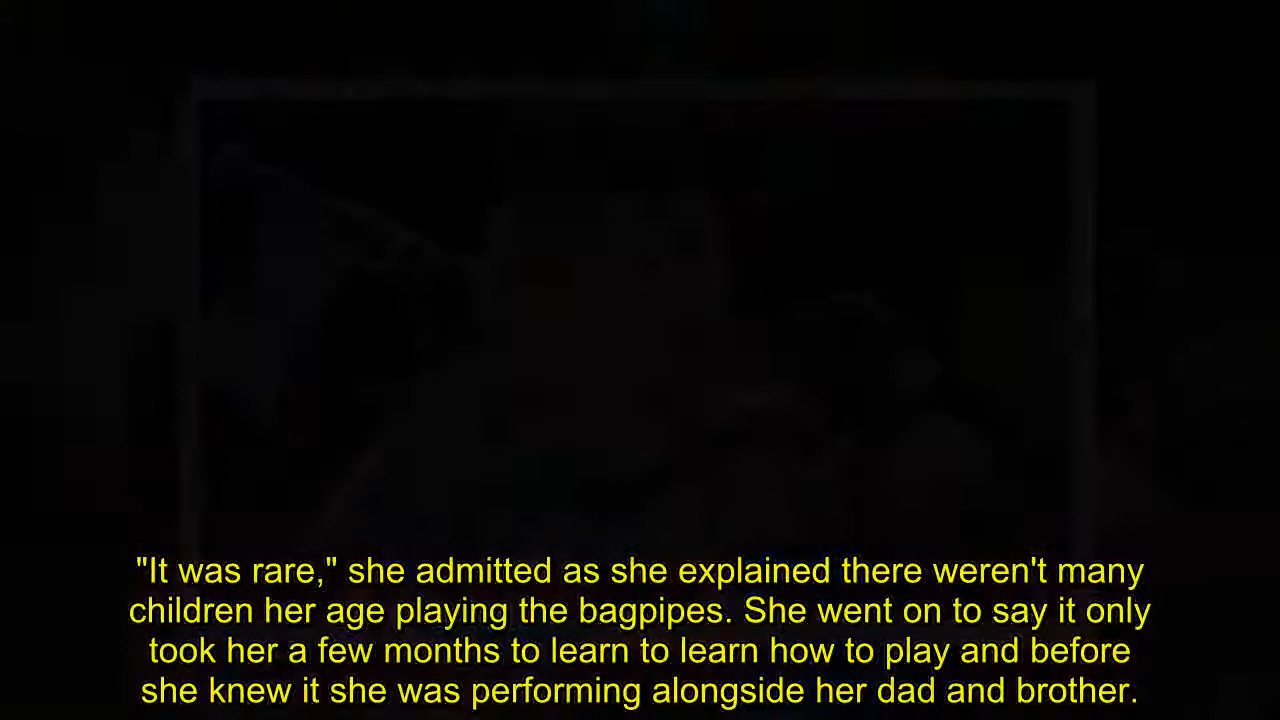 "It was rare," she admitted as she explained there weren't many
children her age playing the bagpipes. She went on to say it only
took her a few months to learn to learn how to play and before
she knew it she was performing alongside her dad and brother.